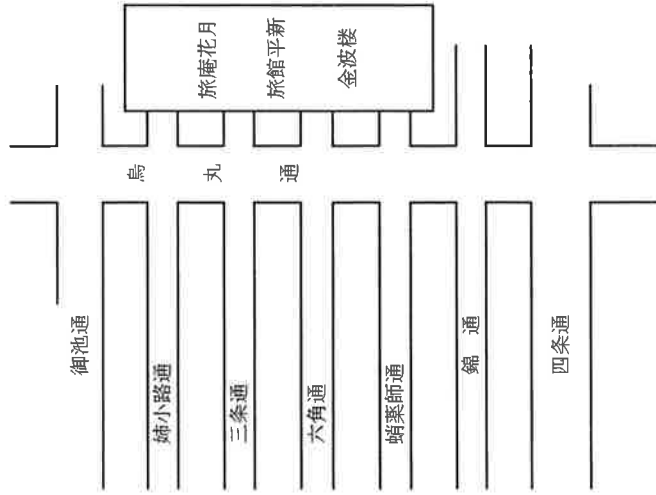 旅庵花月
旅館平新
金波楼
烏丸通
御池通
姉小路通
三条通
六角通
蛸薬師通
錦通
四条通